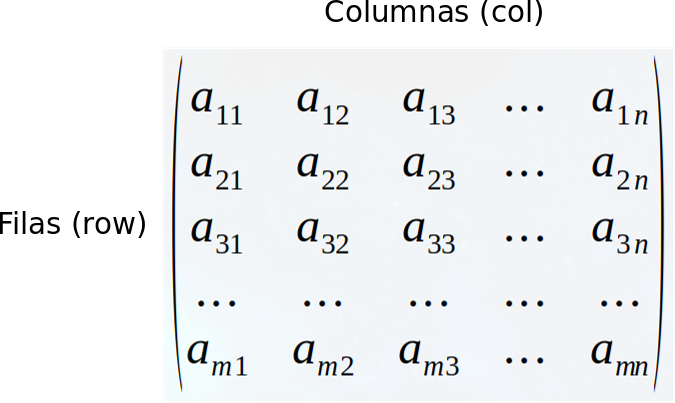 Columnas (col)
a11 a12 a13 ... a1n
a21 a22 a23 ... a2n
Filas (row)
a31 a32 a33 ... a3n
... ... ... ... ...
am1 am2 am3 ... amn